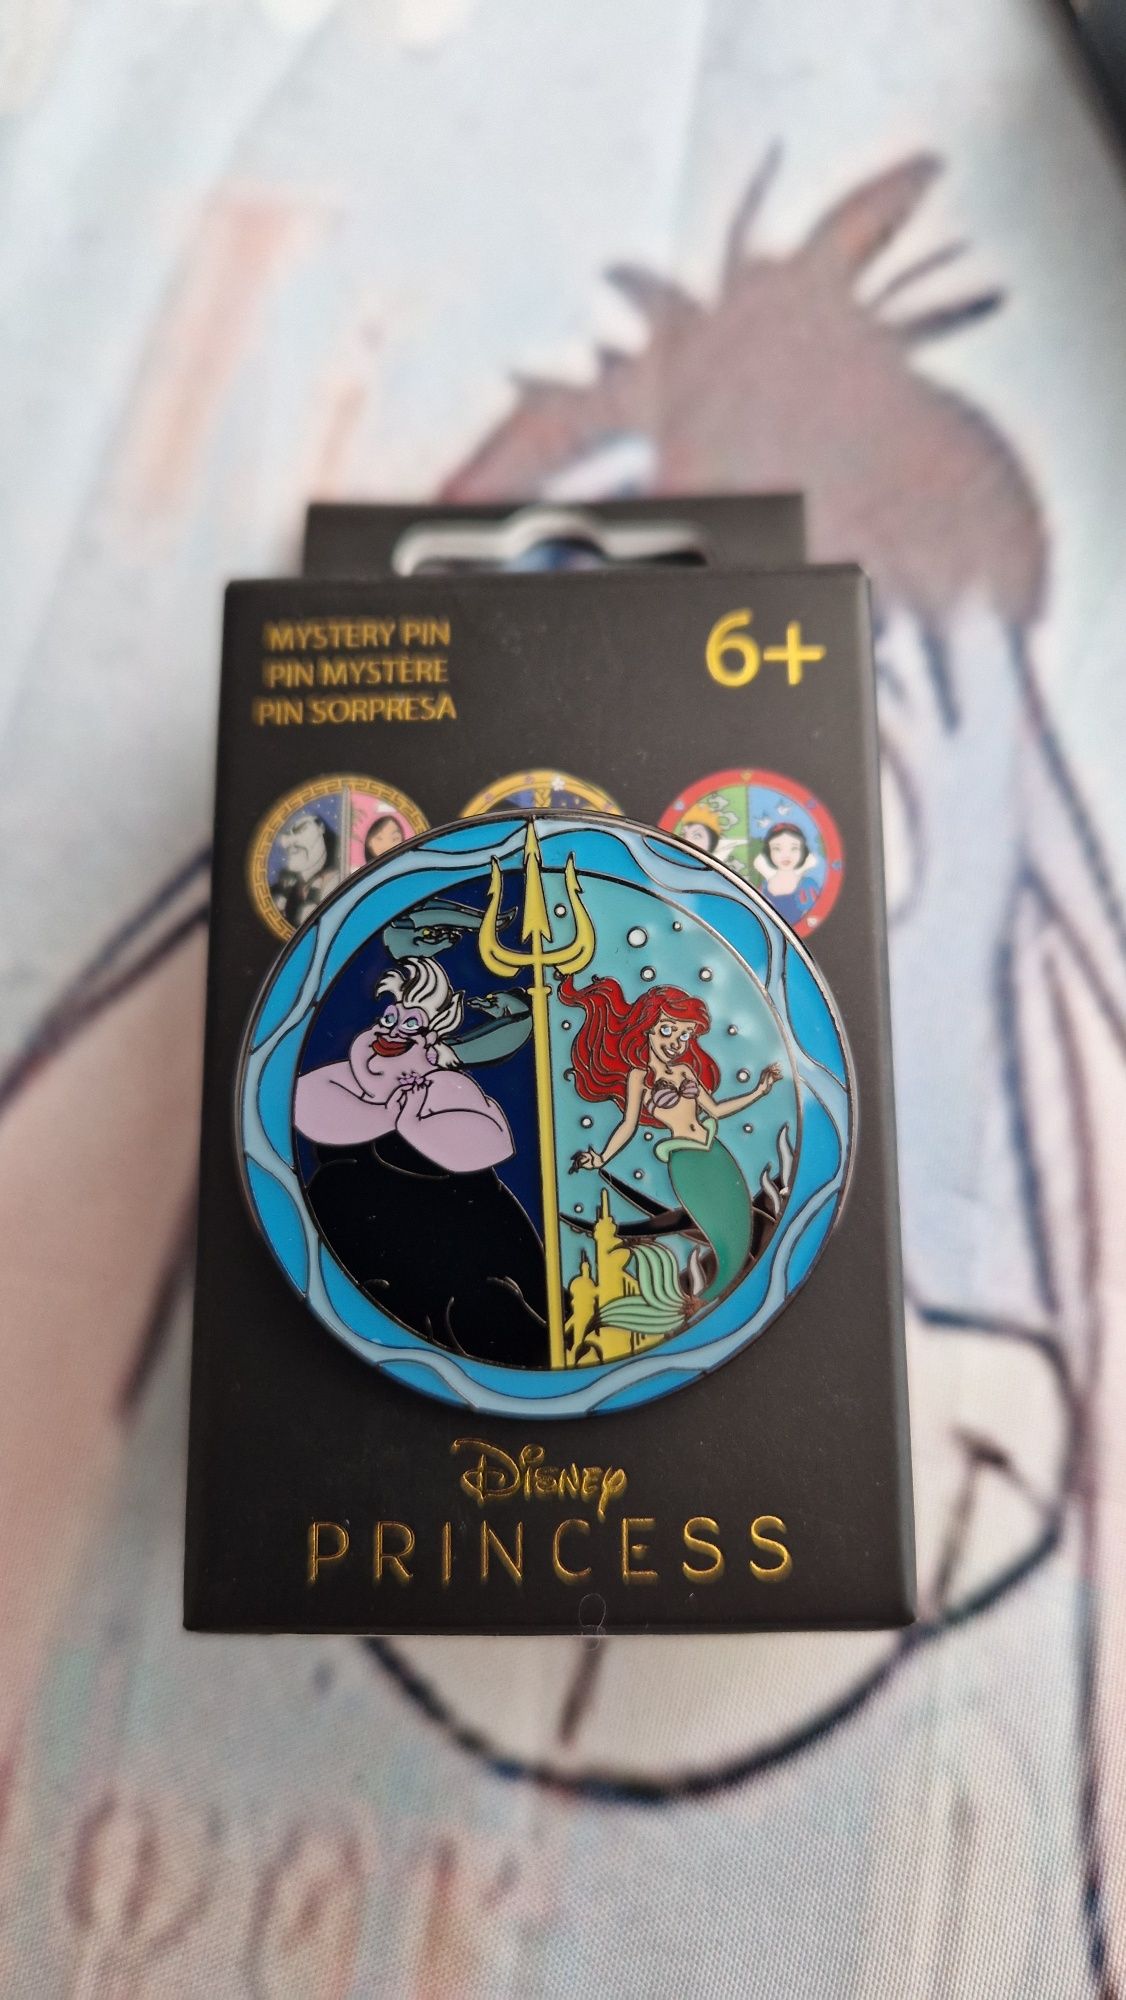 MYSTERY PIN
PIN MYSTÈRE
PIN SORPRESA
6+
Disney
PRINCESS